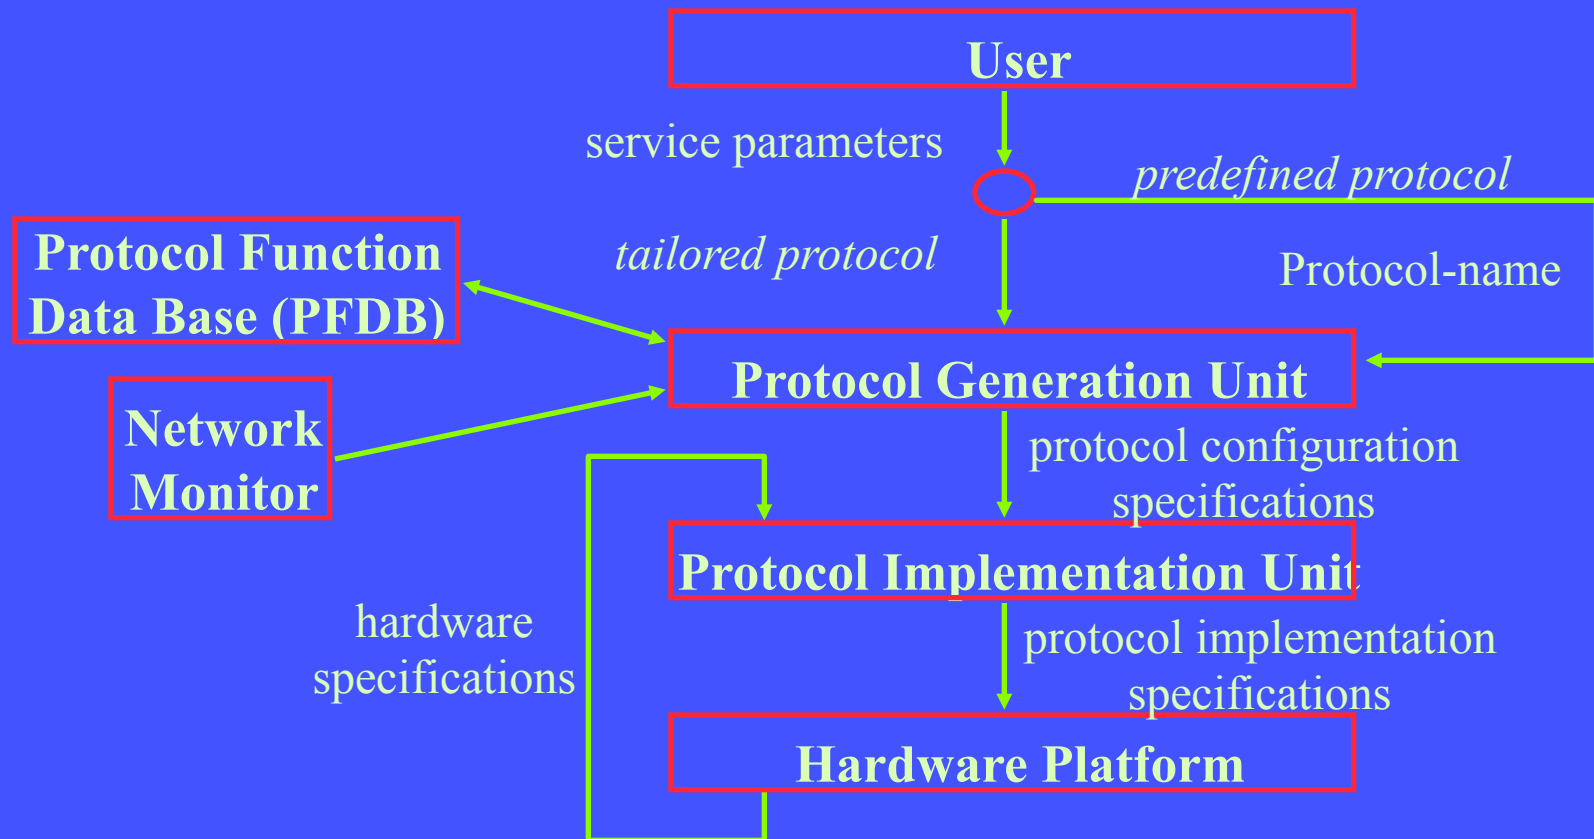 User
service parameters
predefined protocol
Protocol Function
Data Base (PFDB)
tailored protocol
Protocol-name
Protocol Generation Unit
Network
Monitor
protocol configuration
specifications
Protocol Implementation Unit
hardware
specifications
protocol implementation
specifications
Hardware Platform